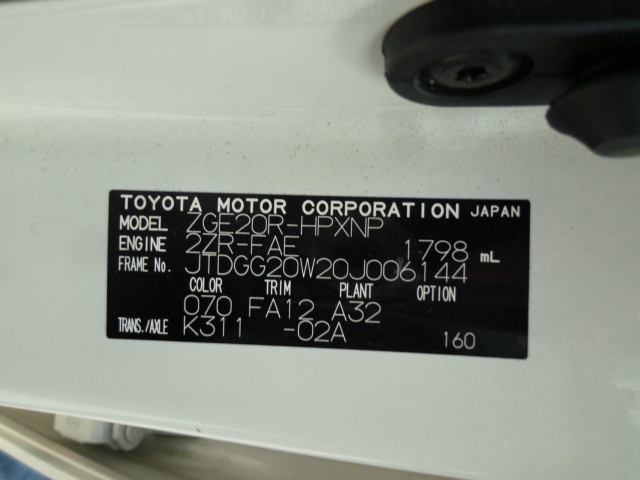 TOYOTA MOTOR CORPORATION JAPAN
MODEL ZGE20R-HPXNP
ENGINE 2ZR-FAE 1798 mL
FRAME No. JTDGG20W20J006144
COLOR TRIM PLANT OPTION
070 FA12 A32
TRANS./AXLE K311 -02A
160